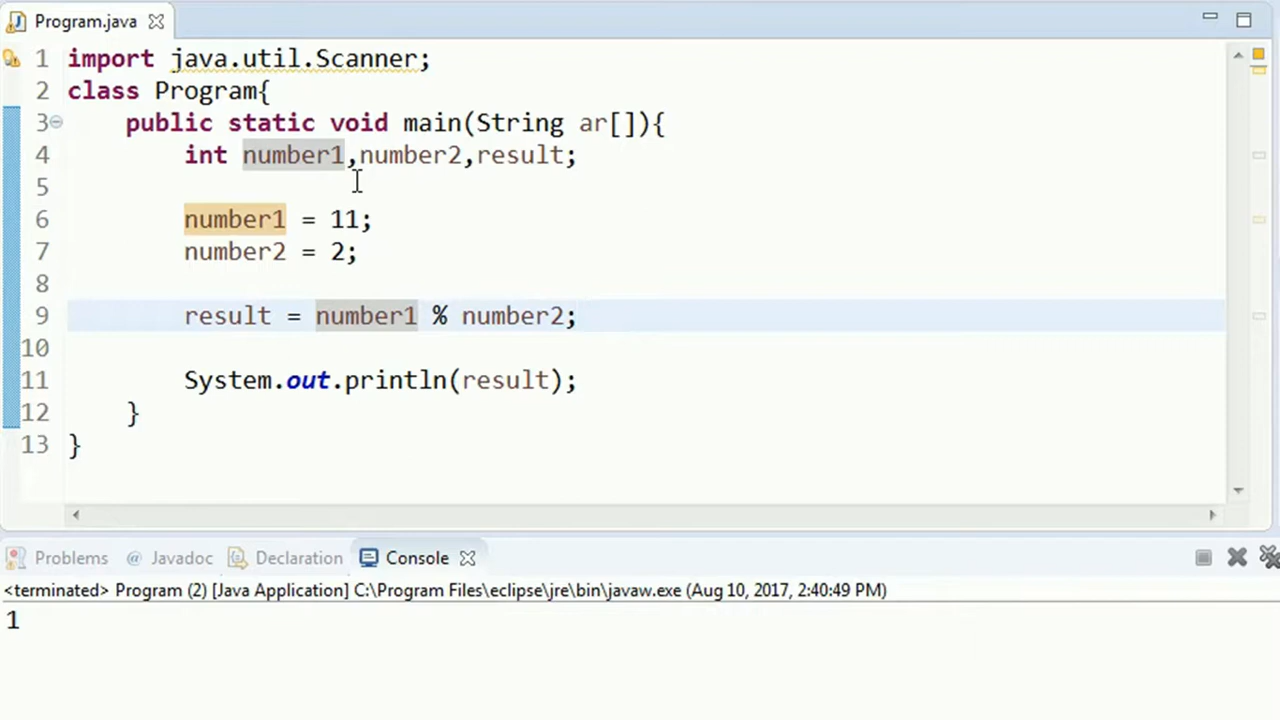 Program.java
1 import java.util.Scanner;
2 class Program{
3 public static void main(String ar[]){
4 int number1,number2,result;
5
6 number1 = 11;
7 number2 = 2;
8
9 result = number1 % number2;
10
11 System.out.println(result);
12 }
13 }
Problems @ Javadoc Declaration Console
<terminated> Program (2) [Java Application] C:\Program Files\eclipse\jre\bin\javaw.exe (Aug 10, 2017, 2:40:49 PM)
1